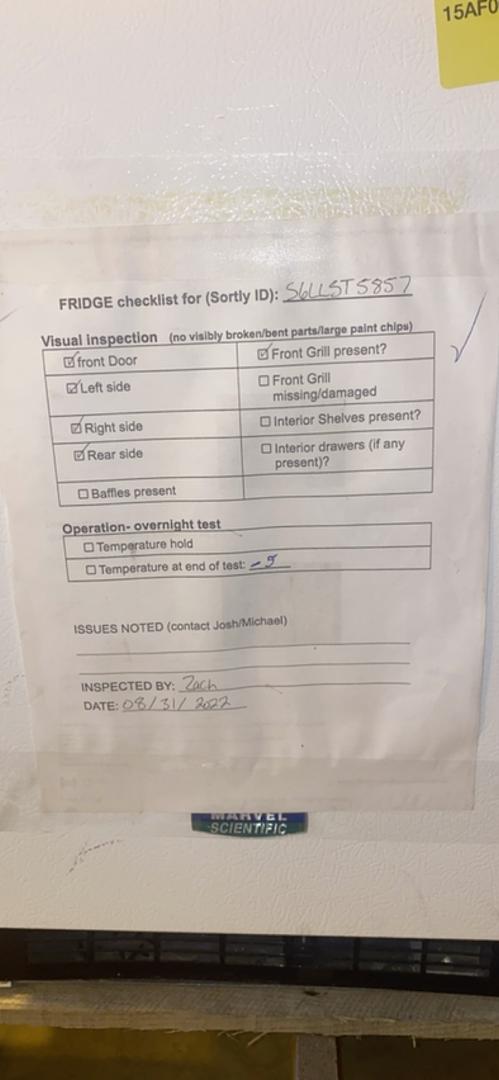 15AF0
FRIDGE checklist for (Sortly ID): S6LLST5857
Visual inspection (no visibly broken/bent parts/large paint chips)
☑ front Door
☑ Front Grill present?
☑ Left side
☐ Front Grill
missing/damaged
☑ Right side
☐ Interior Shelves present?
☑ Rear side
☐ Interior drawers (if any
present)?
☐ Baffles present
Operation- overnight test
☐ Temperature hold
☐ Temperature at end of test: -5
ISSUES NOTED (contact Josh/Michael)
INSPECTED BY: Zach
DATE: 08/31/2022
MARVEL
SCIENTIFIC